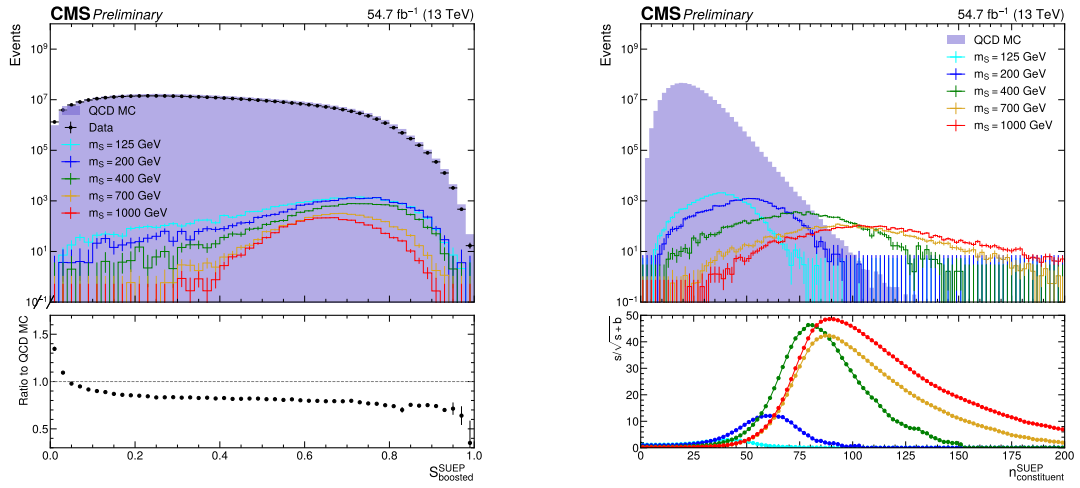 CMS Preliminary 54.7 fb⁻¹ (13 TeV)
Events
10⁹
10⁷
10⁵
10³
10¹
10⁻¹
QCD MC
Data
m_S = 125 GeV
m_S = 200 GeV
m_S = 400 GeV
m_S = 700 GeV
m_S = 1000 GeV
Ratio to QCD MC
1.5
1.0
0.5
0.0 0.2 0.4 0.6 0.8 1.0
S^SUEP_boosted
CMS Preliminary 54.7 fb⁻¹ (13 TeV)
Events
10⁹
10⁷
10⁵
10³
10¹
10⁻¹
QCD MC
m_S = 125 GeV
m_S = 200 GeV
m_S = 400 GeV
m_S = 700 GeV
m_S = 1000 GeV
s/√s + b
50
40
30
20
10
0
0 25 50 75 100 125 150 175 200
n^SUEP_constituent